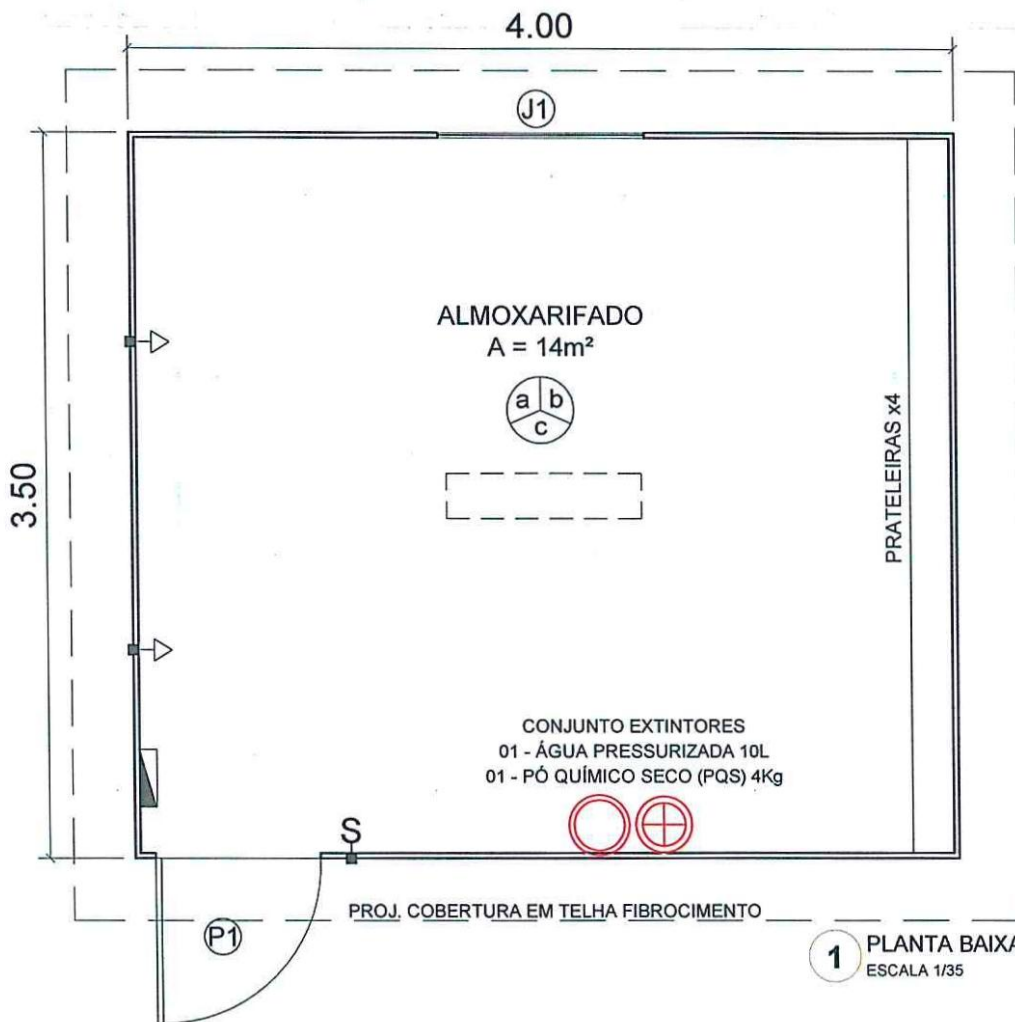 4.00
J1
3.50
ALMOXARIFADO
A = 14m²
a b
c
PRATELEIRAS x4
CONJUNTO EXTINTORES
01 - ÁGUA PRESSURIZADA 10L
01 - PÓ QUÍMICO SECO (PQS) 4Kg
S
P1
PROJ. COBERTURA EM TELHA FIBROCIMENTO
1 PLANTA BAIXA
ESCALA 1/35